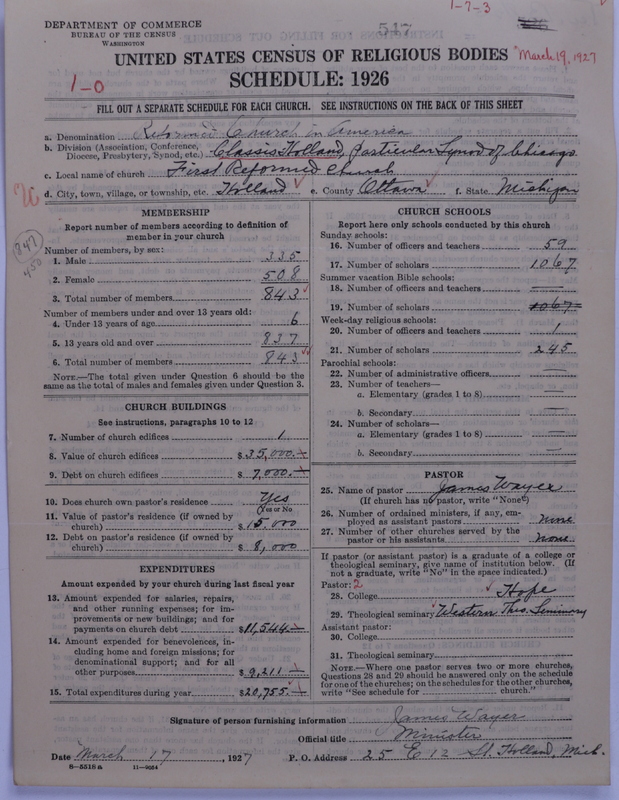 1-7-3
DEPARTMENT OF COMMERCE
BUREAU OF THE CENSUS
WASHINGTON
517
UNITED STATES CENSUS OF RELIGIOUS BODIES March 19, 1927
SCHEDULE: 1926
1-0
FILL OUT A SEPARATE SCHEDULE FOR EACH CHURCH. SEE INSTRUCTIONS ON THE BACK OF THIS SHEET
a. Denomination Reformed Church in America
b. Division (Association, Conference, Diocese, Presbytery, Synod, etc.) Classis Holland, Particular Synod of Chicago
c. Local name of church First Reformed Church
d. City, town, village, or township, etc. Holland e. County Ottawa f. State Michigan
MEMBERSHIP
Report number of members according to definition of
member in your church
847
450
Number of members, by sex:
1. Male 335
2. Female 508
3. Total number of members 843
Number of members under and over 13 years old:
4. Under 13 years of age 6
5. 13 years old and over 837
6. Total number of members 843
NOTE.—The total given under Question 6 should be the
same as the total of males and females given under Question 3.
CHURCH BUILDINGS
See instructions, paragraphs 10 to 12
7. Number of church edifices 1
8. Value of church edifices $35,000.—
9. Debt on church edifices $7,000.—
10. Does church own pastor's residence Yes
(Yes or No
11. Value of pastor's residence (if owned by
church) $15,000
12. Debt on pastor's residence (if owned by
church) $8,000
EXPENDITURES
Amount expended by your church during last fiscal year
13. Amount expended for salaries, repairs,
and other running expenses; for im-
provements or new buildings; and for
payments on church debt $11,544.—
14. Amount expended for benevolences, in-
cluding home and foreign missions; for
denominational support; and for all
other purposes $9,211—
15. Total expenditures during year $20,755.—
CHURCH SCHOOLS
Report here only schools conducted by this church
Sunday schools:
16. Number of officers and teachers 59
17. Number of scholars 1067
Summer vacation Bible schools:
18. Number of officers and teachers —
19. Number of scholars 1067
Week-day religious schools:
20. Number of officers and teachers 1
21. Number of scholars 245
Parochial schools:
22. Number of administrative officers —
23. Number of teachers—
a. Elementary (grades 1 to 8) —
b. Secondary —
24. Number of scholars—
a. Elementary (grades 1 to 8) —
b. Secondary —
PASTOR
25. Name of pastor James Wayer
(If church has no pastor, write "None")
26. Number of ordained ministers, if any, em-
ployed as assistant pastors none
27. Number of other churches served by the
pastor or his assistants none.
If pastor (or assistant pastor) is a graduate of a college or
theological seminary, give name of institution below. (If
not a graduate, write "No" in the space indicated.)
Pastor: 2
28. College Hope
29. Theological seminary Western Theo. Seminary
Assistant pastor:
30. College
31. Theological seminary
NOTE.—Where one pastor serves two or more churches,
Questions 28 and 29 should be answered only on the schedule
for one of the churches; on the schedules for the other churches,
write "See schedule for church."
Signature of person furnishing information James Wayer
Official title Minister
Date March 17, 1927 P. O. Address 25 E 12 St. Holland, Mich.
8-5518 a 11-9054